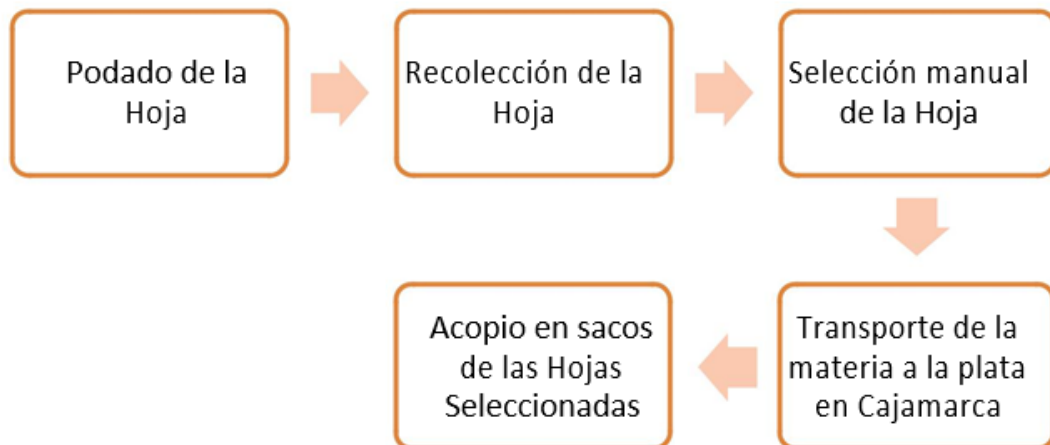 Podado de la
Hoja
Recolección de la
Hoja
Selección manual
de la Hoja
Transporte de la
materia a la plata
en Cajamarca
Acopio en sacos
de las Hojas
Seleccionadas